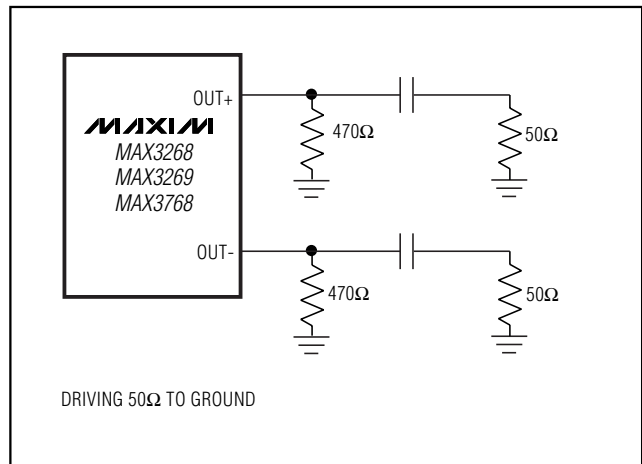 OUT+
MAXIM
MAX3268
MAX3269
MAX3768
470Ω
50Ω
OUT-
470Ω
50Ω
DRIVING 50Ω TO GROUND